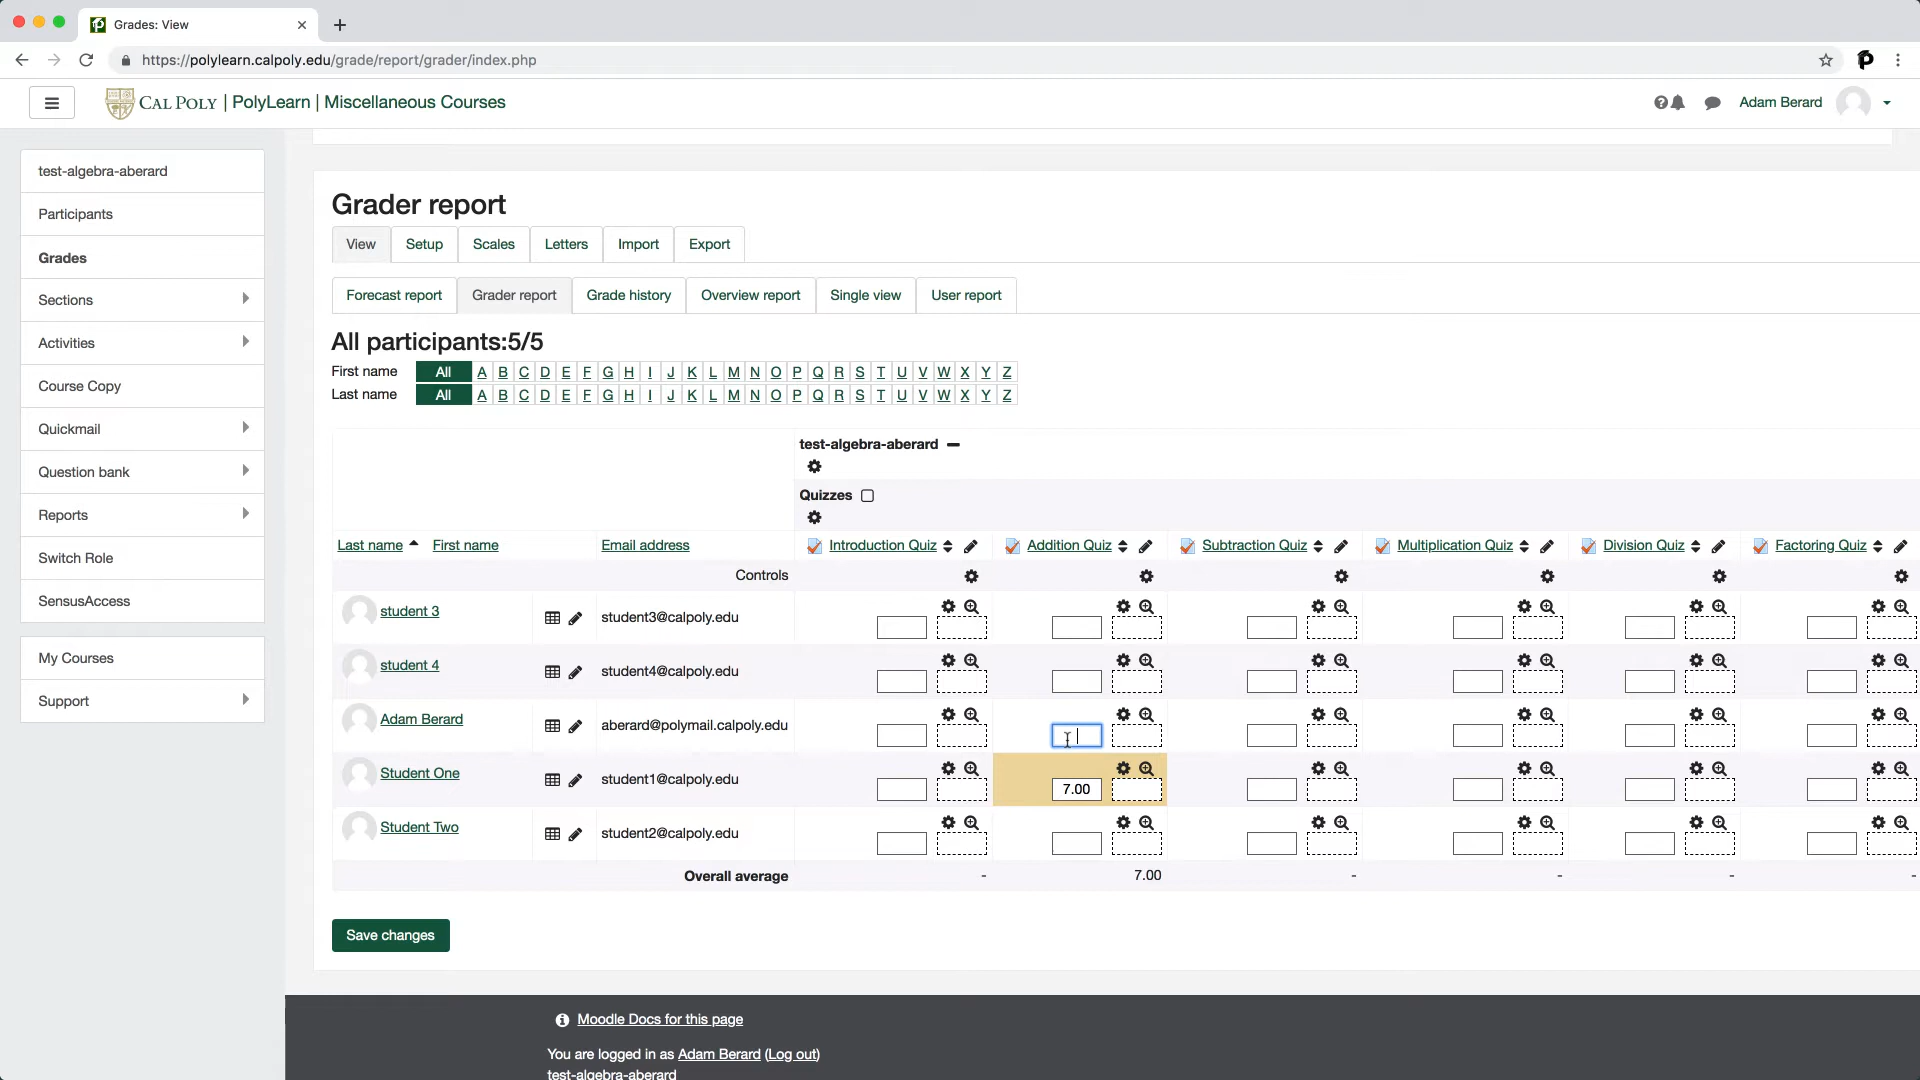 Grades: View
https://polylearn.calpoly.edu/grade/report/grader/index.php
CAL POLY | PolyLearn | Miscellaneous Courses
Adam Berard
test-algebra-aberard
Participants
Grades
Sections
Activities
Course Copy
Quickmail
Question bank
Reports
Switch Role
SensusAccess
My Courses
Support
Grader report
View Setup Scales Letters Import Export
Forecast report Grader report Grade history Overview report Single view User report
All participants:5/5
First name All A B C D E F G H I J K L M N O P Q R S T U V W X Y Z
Last name All A B C D E F G H I J K L M N O P Q R S T U V W X Y Z
test-algebra-aberard
Quizzes
Last name First name Email address Introduction Quiz Addition Quiz Subtraction Quiz Multiplication Quiz Division Quiz Factoring Quiz
Controls
student 3 student3@calpoly.edu
student 4 student4@calpoly.edu
Adam Berard aberard@polymail.calpoly.edu
Student One student1@calpoly.edu 7.00
Student Two student2@calpoly.edu
Overall average - 7.00 - - - -
Save changes
Moodle Docs for this page
You are logged in as Adam Berard (Log out)
test-algebra-aberard